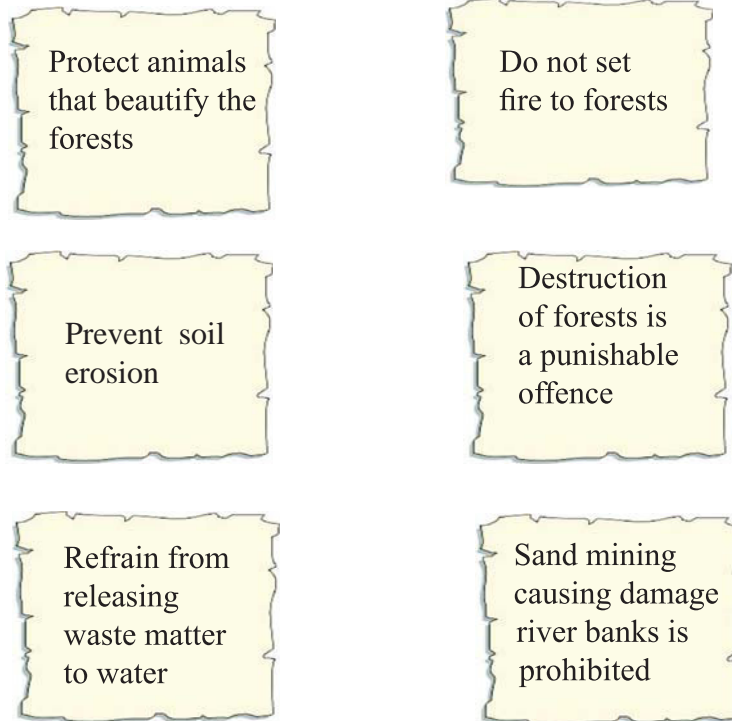 Protect animals
that beautify the
forests
Do not set
fire to forests
Prevent soil
erosion
Destruction
of forests is
a punishable
offence
Refrain from
releasing
waste matter
to water
Sand mining
causing damage
river banks is
prohibited